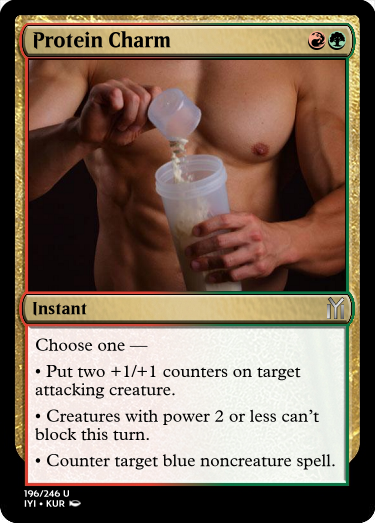 Protein Charm
Instant
Choose one —
• Put two +1/+1 counters on target
attacking creature.
• Creatures with power 2 or less can't
block this turn.
• Counter target blue noncreature spell.
196/246 U
IYI • KUR